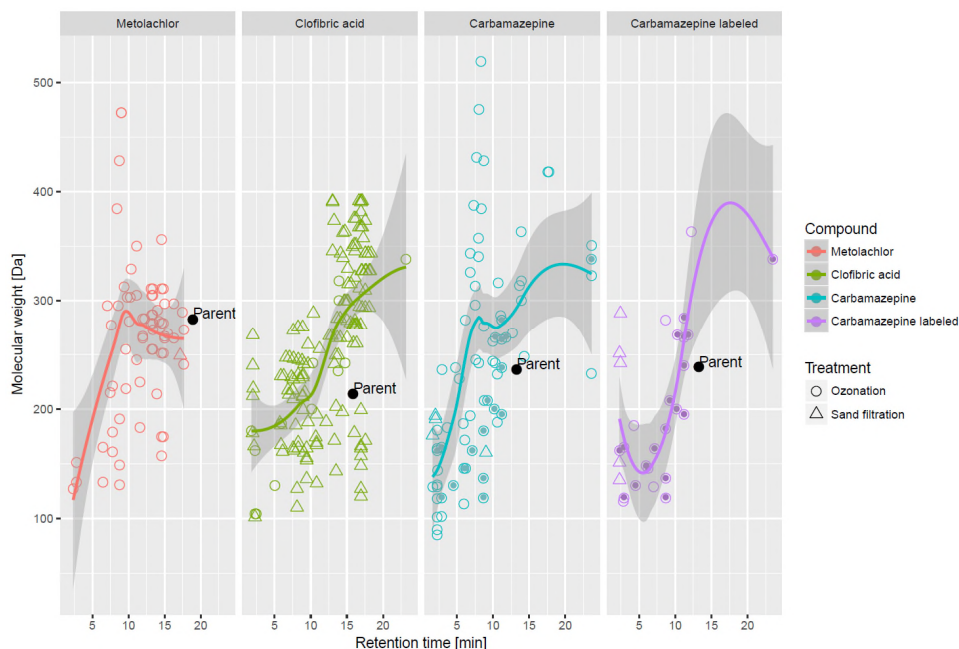 Metolachlor
Clofibric acid
Carbamazepine
Carbamazepine labeled
Molecular weight [Da]
500
400
300
200
100
Parent
Parent
Parent
Parent
5 10 15 20
5 10 15 20
5 10 15 20
5 10 15 20
Retention time [min]
Compound
Metolachlor
Clofibric acid
Carbamazepine
Carbamazepine labeled
Treatment
Ozonation
Sand filtration